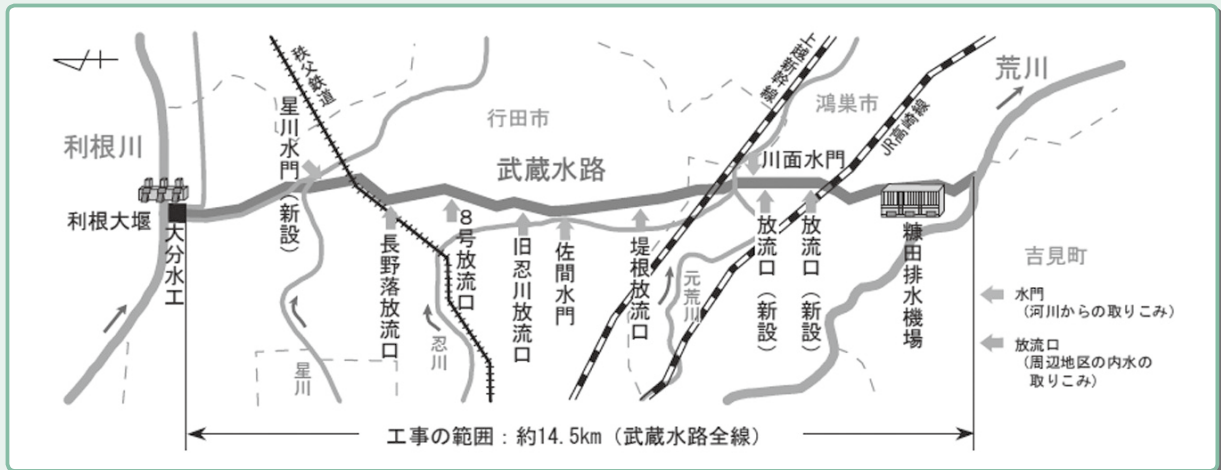 利根川
利根大堰
大分水工
星川水門（新設）
秩父鉄道
行田市
武蔵水路
長野落放流口
8号放流口
旧忍川放流口
佐間水門
堤根放流口
星川
忍川
元荒川
上越新幹線
鴻巣市
川面水門
JR高崎線
放流口（新設）
放流口（新設）
糠田排水機場
荒川
吉見町
水門
（河川からの取りこみ）
放流口
（周辺地区の内水の
取りこみ）
工事の範囲：約14.5km（武蔵水路全線）